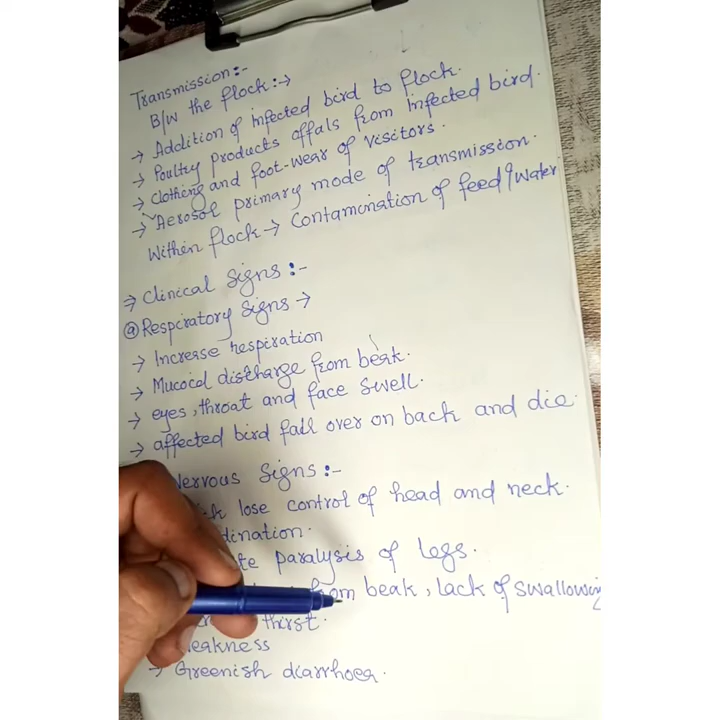 Transmission:-
B/W the flock:→
→ Addition of infected bird to flock.
→ Poultry products offals from infected bird.
→ clothing and foot-wear of visitors.
→ Aerosol primary mode of transmission.
Within flock → Contamination of feed & water
⇒ Clinical Signs:-
ⓐ Respiratory Signs →
→ Increase respiration
→ Mucocal discharge from beak.
→ eyes, throat and face swell.
→ affected bird fall over on back and die.
Nervous Signs:-
lose control of head and neck.
paralysis of legs.
from beak, lack of swallowing
thirst.
weakness
→ Greenish diarrhoea.